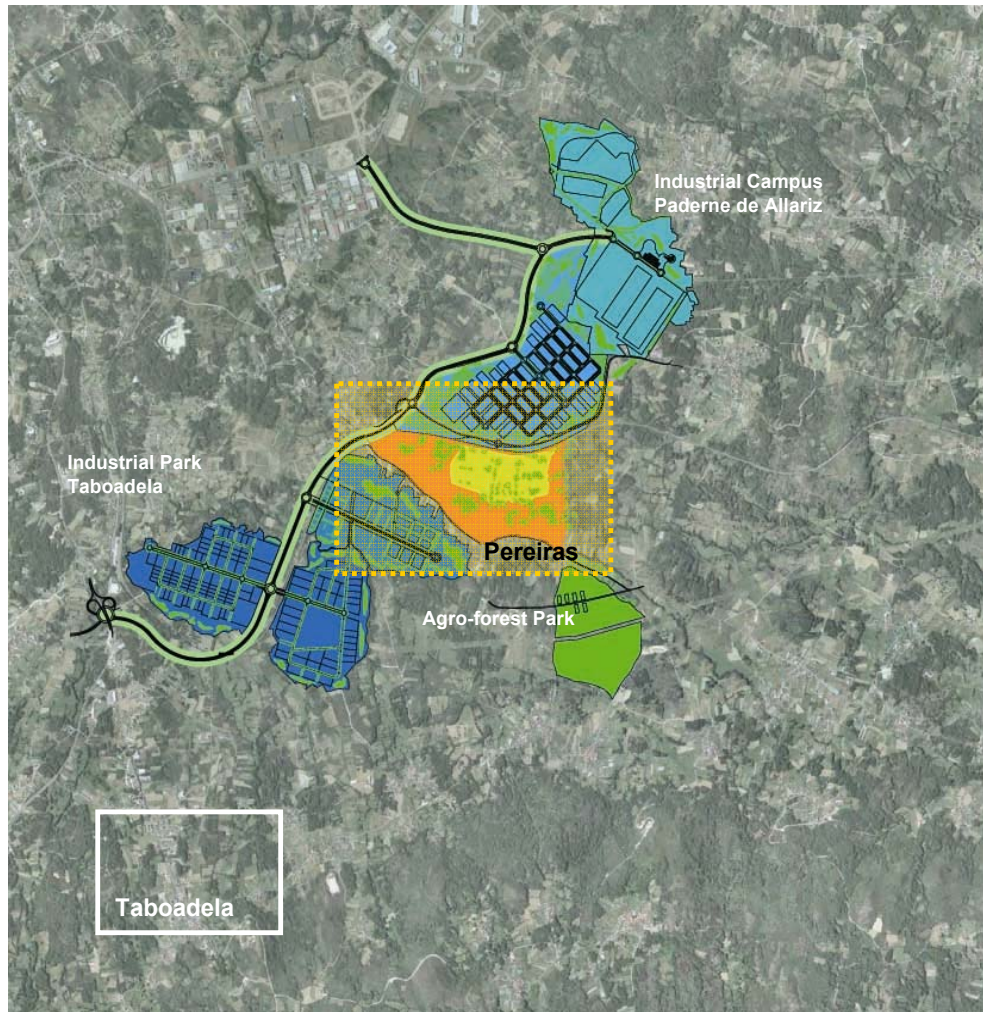 Industrial Campus
Paderne de Allariz
Industrial Park
Taboadela
Pereiras
Agro-forest Park
Taboadela